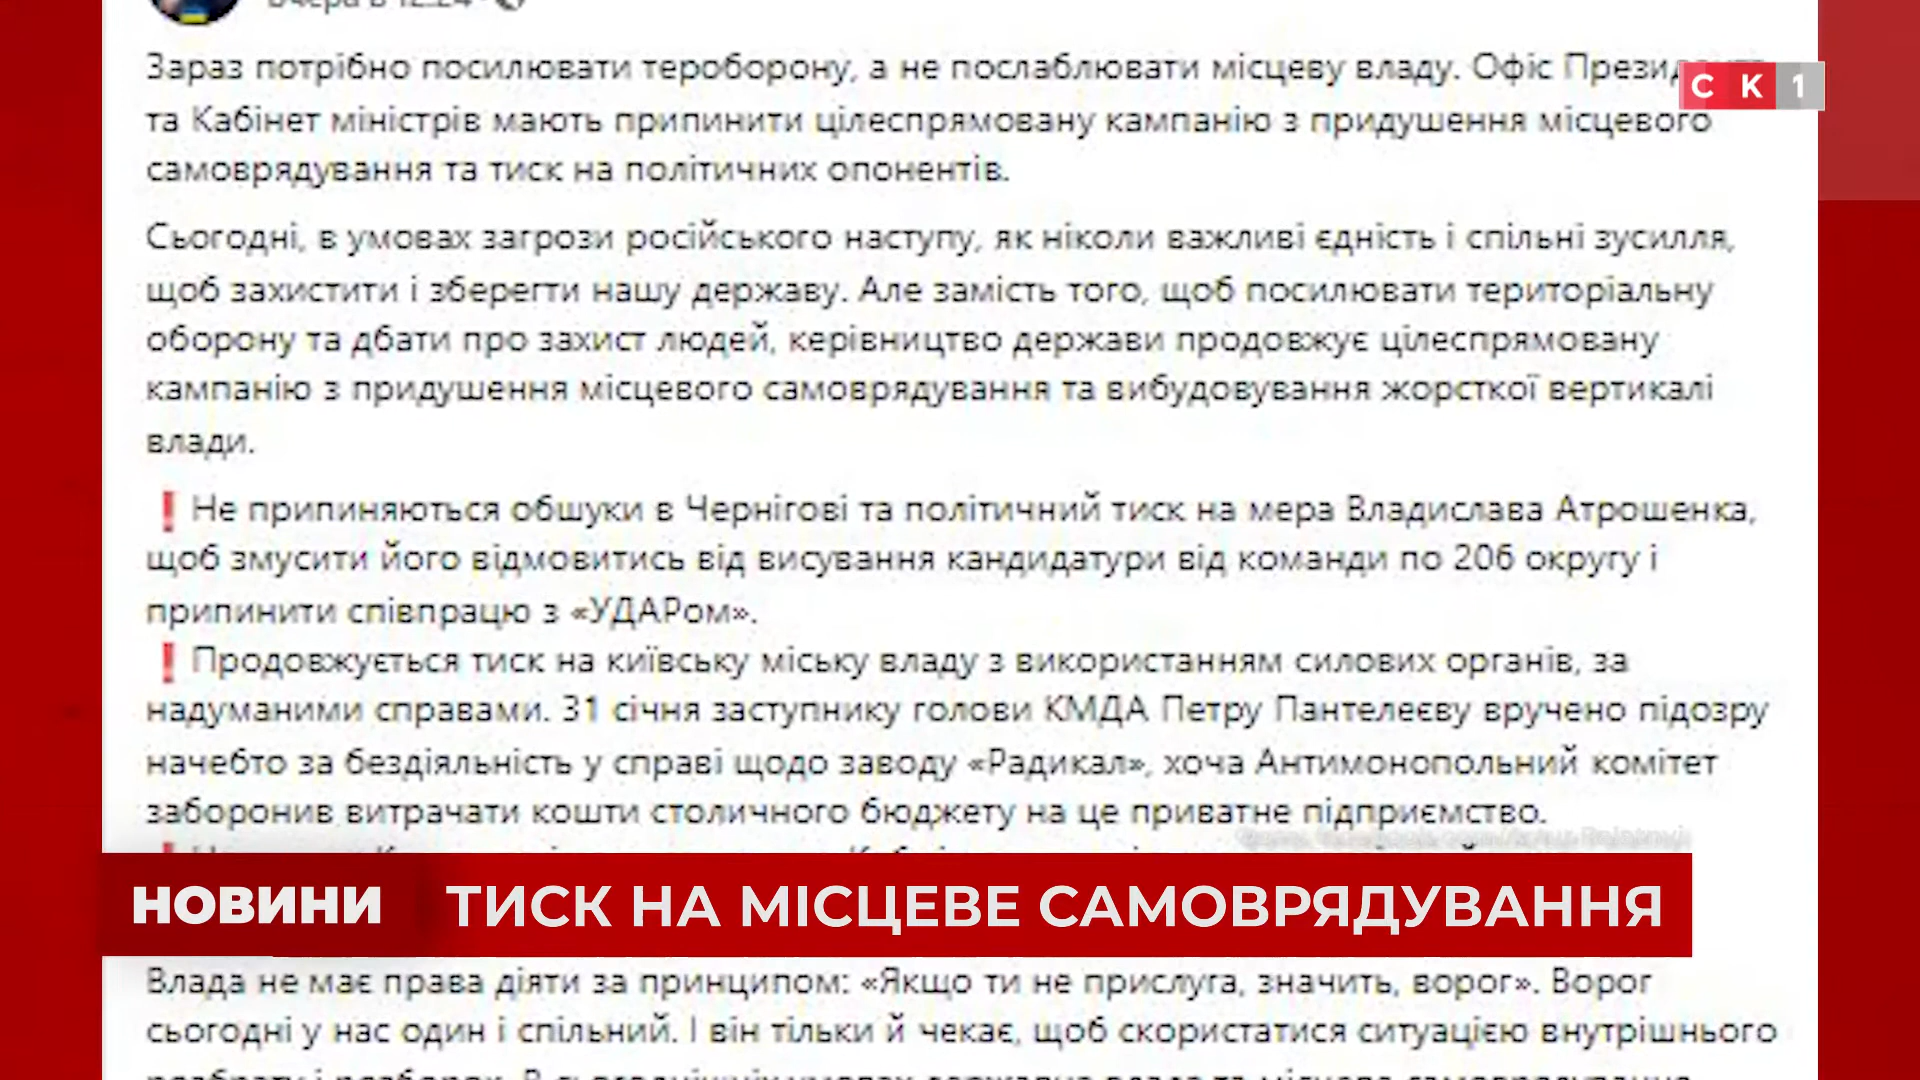 Вчера в 12:24
Зараз потрібно посилювати тероборону, а не послаблювати місцеву владу. Офіс Президента
СК1
та Кабінет міністрів мають припинити цілеспрямовану кампанію з придушення місцевого
самоврядування та тиск на політичних опонентів.
Сьогодні, в умовах загрози російського наступу, як ніколи важливі єдність і спільні зусилля,
щоб захистити і зберегти нашу державу. Але замість того, щоб посилювати територіальну
оборону та дбати про захист людей, керівництво держави продовжує цілеспрямовану
кампанію з придушення місцевого самоврядування та вибудовування жорсткої вертикалі
влади.
❗Не припиняються обшуки в Чернігові та політичний тиск на мера Владислава Атрошенка,
щоб змусити його відмовитись від висування кандидатури від команди по 206 округу і
припинити співпрацю з «УДАРом».
❗Продовжується тиск на київську міську владу з використанням силових органів, за
надуманими справами. 31 січня заступнику голови КМДА Петру Пантелеєву вручено підозру
начебто за бездіяльність у справі щодо заводу «Радикал», хоча Антимонопольний комітет
заборонив витрачати кошти столичного бюджету на це приватне підприємство.
НОВИНИ ТИСК НА МІСЦЕВЕ САМОВРЯДУВАННЯ
Влада не має права діяти за принципом: «Якщо ти не прислуга, значить, ворог». Ворог
сьогодні у нас один і спільний. І він тільки й чекає, щоб скористатися ситуацією внутрішнього